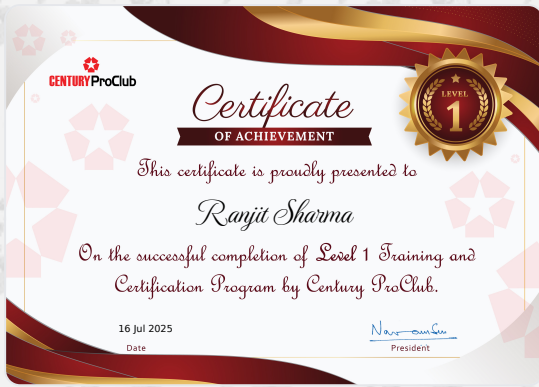 CENTURY ProClub
Certificate
OF ACHIEVEMENT
LEVEL
1
This certificate is proudly presented to
Ranjit Sharma
On the successful completion of Level 1 Training and
Certification Program by Century ProClub.
16 Jul 2025
Date
President